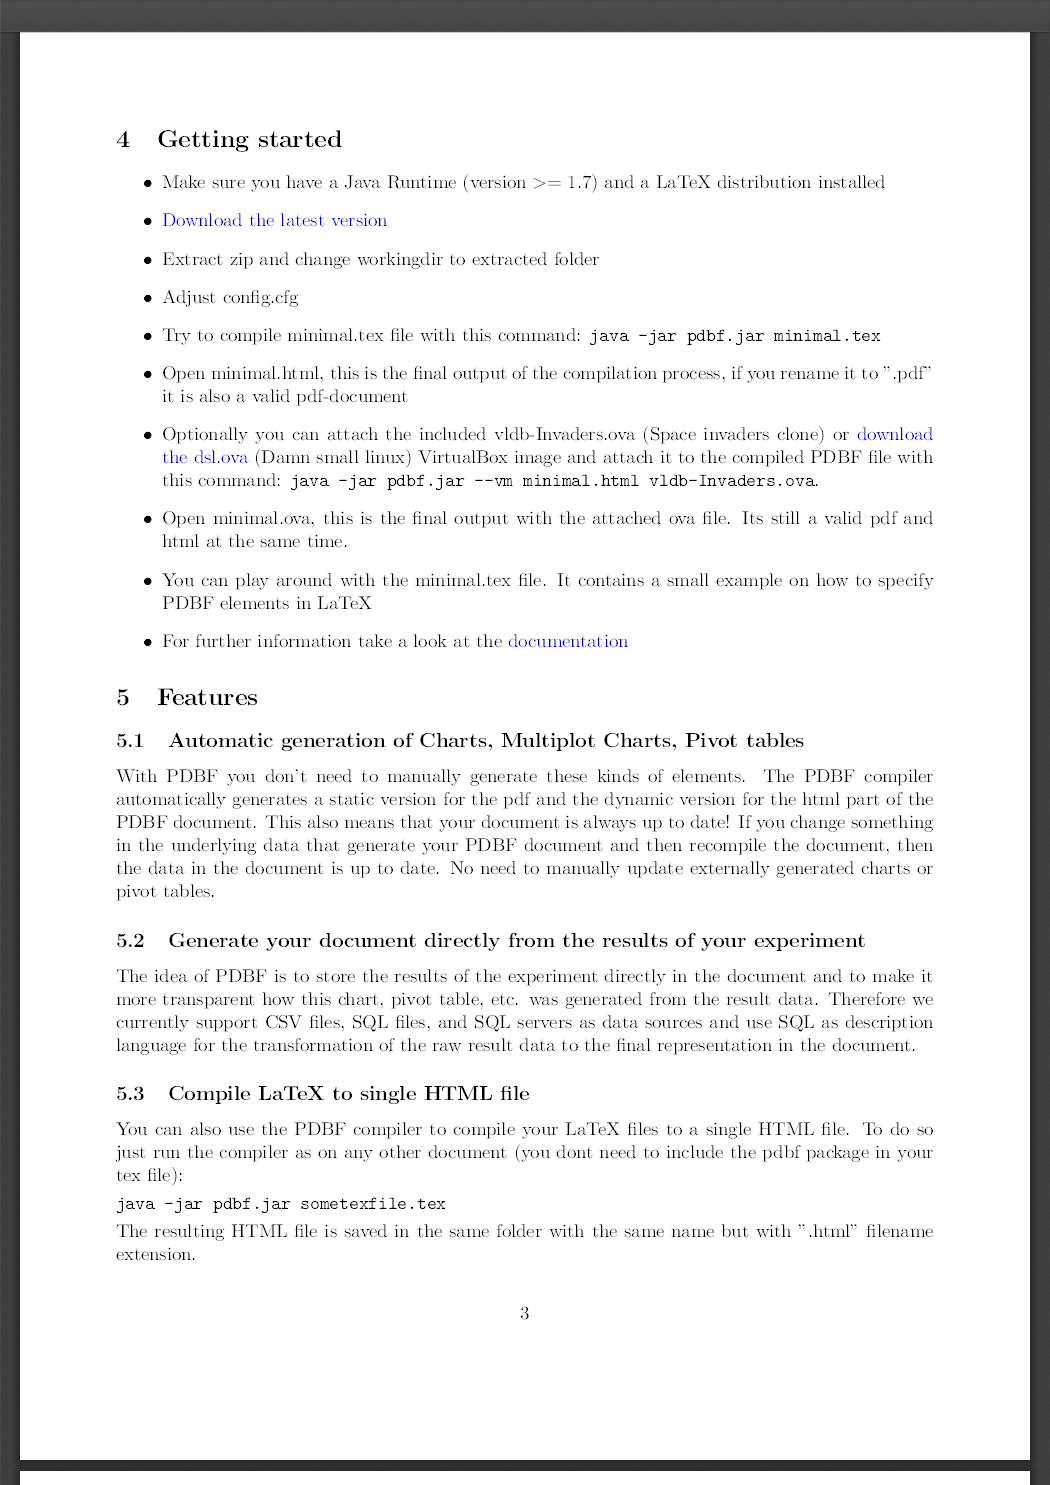 4 Getting started
• Make sure you have a Java Runtime (version >= 1.7) and a LaTeX distribution installed
• Download the latest version
• Extract zip and change workingdir to extracted folder
• Adjust config.cfg
• Try to compile minimal.tex file with this command: java -jar pdbf.jar minimal.tex
• Open minimal.html, this is the final output of the compilation process, if you rename it to ”.pdf”
it is also a valid pdf-document
• Optionally you can attach the included vldb-Invaders.ova (Space invaders clone) or download
the dsl.ova (Damn small linux) VirtualBox image and attach it to the compiled PDBF file with
this command: java -jar pdbf.jar --vm minimal.html vldb-Invaders.ova.
• Open minimal.ova, this is the final output with the attached ova file. Its still a valid pdf and
html at the same time.
• You can play around with the minimal.tex file. It contains a small example on how to specify
PDBF elements in LaTeX
• For further information take a look at the documentation
5 Features
5.1 Automatic generation of Charts, Multiplot Charts, Pivot tables
With PDBF you don’t need to manually generate these kinds of elements. The PDBF compiler
automatically generates a static version for the pdf and the dynamic version for the html part of the
PDBF document. This also means that your document is always up to date! If you change something
in the underlying data that generate your PDBF document and then recompile the document, then
the data in the document is up to date. No need to manually update externally generated charts or
pivot tables.
5.2 Generate your document directly from the results of your experiment
The idea of PDBF is to store the results of the experiment directly in the document and to make it
more transparent how this chart, pivot table, etc. was generated from the result data. Therefore we
currently support CSV files, SQL files, and SQL servers as data sources and use SQL as description
language for the transformation of the raw result data to the final representation in the document.
5.3 Compile LaTeX to single HTML file
You can also use the PDBF compiler to compile your LaTeX files to a single HTML file. To do so
just run the compiler as on any other document (you dont need to include the pdbf package in your
tex file):
java -jar pdbf.jar sometexfile.tex
The resulting HTML file is saved in the same folder with the same name but with ”.html” filename
extension.
3